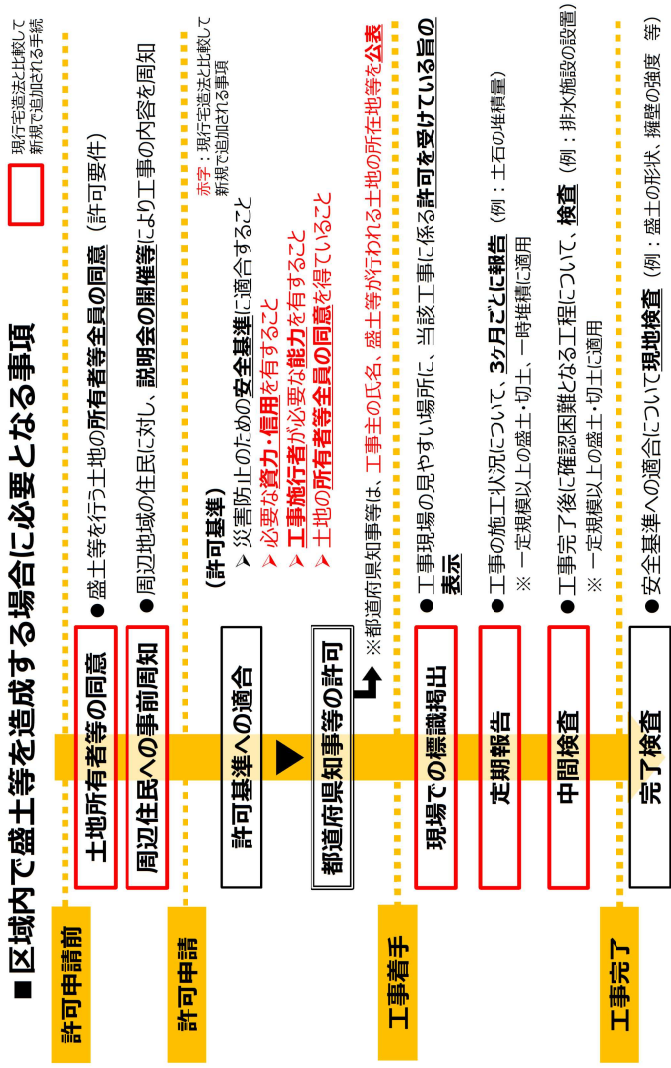 ■区域内で盛土等を造成する場合に必要となる事項
現行宅造法と比較して
新規で追加される手続
許可申請前
土地所有者等の同意
●盛土等を行う土地の所有者等全員の同意（許可要件）
周辺住民への事前周知
●周辺地域の住民に対し、説明会の開催等により工事の内容を周知
許可申請
赤字：現行宅造法と比較して
新規で追加される事項
許可基準への適合
（許可基準）
➢ 災害防止のための安全基準に適合すること
➢ 必要な資力・信用を有すること
➢ 工事施行者が必要な能力を有すること
➢ 土地の所有者等全員の同意を得ていること
都道府県知事等の許可
※都道府県知事等は、工事主の氏名、盛土等が行われる土地の所在地等を公表
工事着手
現場での標識掲出
●工事現場の見やすい場所に、当該工事に係る許可を受けている旨の
表示
定期報告
●工事の施工状況について、3ヶ月ごとに報告（例：土石の堆積量）
※ 一定規模以上の盛土・切土、一時堆積に適用
中間検査
●工事完了後に確認困難となる工程について、検査（例：排水施設の設置）
※ 一定規模以上の盛土・切土に適用
工事完了
完了検査
●安全基準への適合について現地検査（例：盛土の形状、擁壁の強度 等）